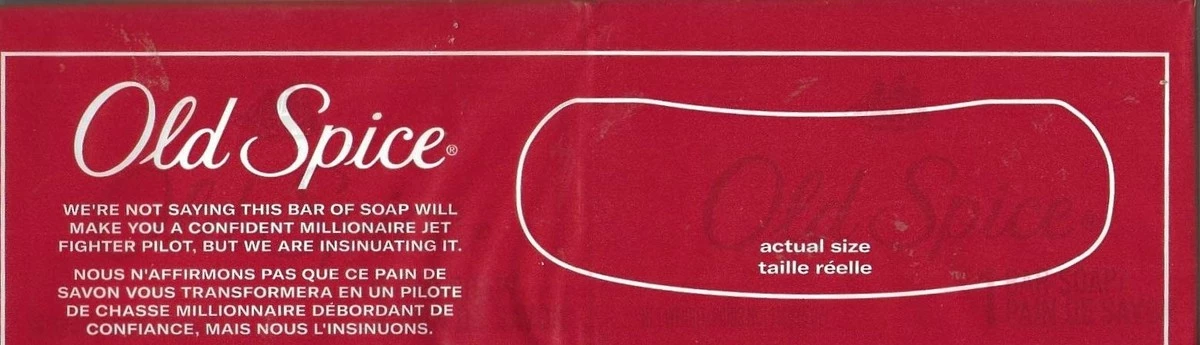 Old Spice®
WE'RE NOT SAYING THIS BAR OF SOAP WILL
MAKE YOU A CONFIDENT MILLIONAIRE JET
FIGHTER PILOT, BUT WE ARE INSINUATING IT.
NOUS N'AFFIRMONS PAS QUE CE PAIN DE
SAVON VOUS TRANSFORMERA EN UN PILOTE
DE CHASSE MILLIONNAIRE DÉBORDANT DE
CONFIANCE, MAIS NOUS L'INSINUONS.
actual size
taille réelle
Old Spice